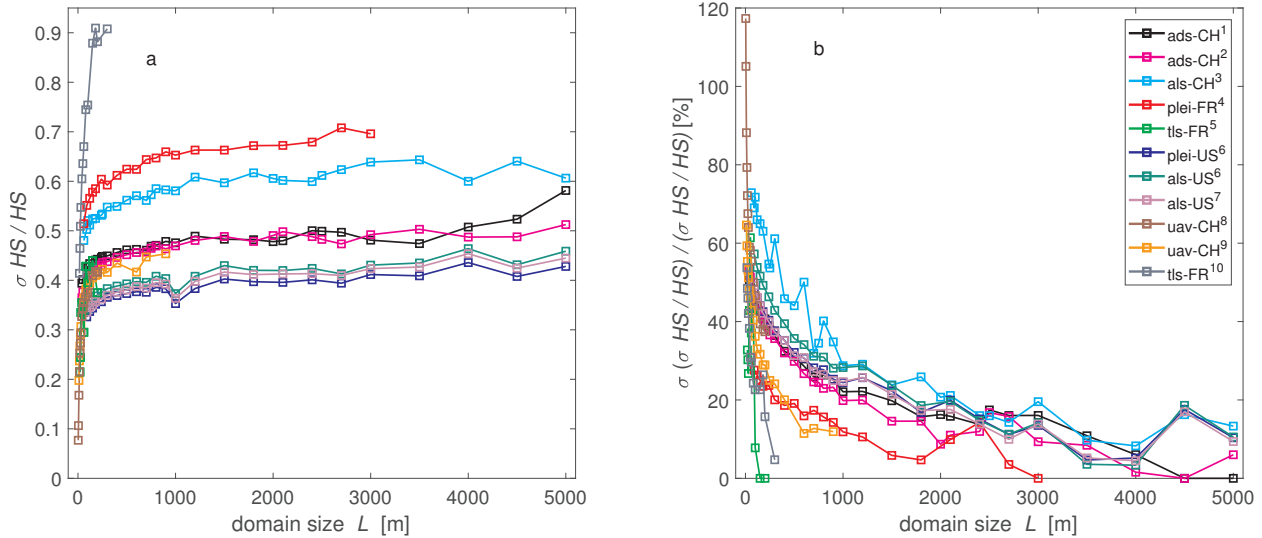 a
σ HS / HS
0.9
0.8
0.7
0.6
0.5
0.4
0.3
0.2
0.1
0
0 1000 2000 3000 4000 5000
domain size L [m]
b
σ (σ HS / HS)) / (σ HS / HS) [%]
120
100
80
60
40
20
0
0 1000 2000 3000 4000 5000
domain size L [m]
ads-CH1
ads-CH2
als-CH3
plei-FR4
tls-FR5
plei-US6
als-US6
als-US7
uav-CH8
uav-CH9
tls-FR10